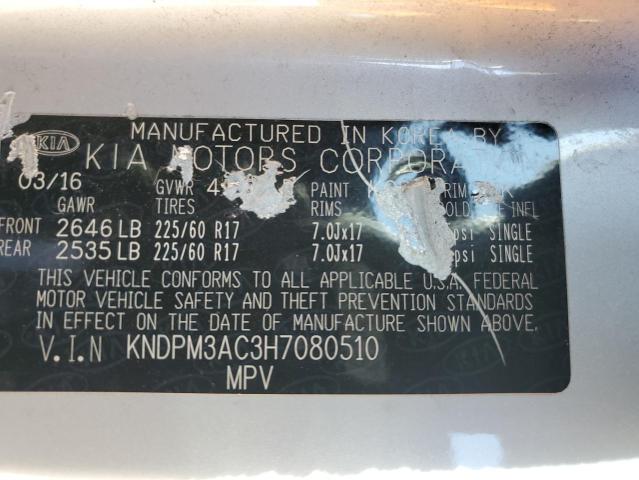 KIA
MANUFACTURED IN KOREA BY
KIA MOTORS
03/16 GVWR PAINT
GAWR TIRES RIMS INFL
FRONT 2646 LB 225/60 R17 7.0Jx17 psi SINGLE
REAR 2535 LB 225/60 R17 7.0Jx17 psi SINGLE
THIS VEHICLE CONFORMS TO ALL APPLICABLE U.S.A. FEDERAL
MOTOR VEHICLE SAFETY AND THEFT PREVENTION STANDARDS
IN EFFECT ON THE DATE OF MANUFACTURE SHOWN ABOVE.
V.I.N KNDPM3AC3H7080510
MPV